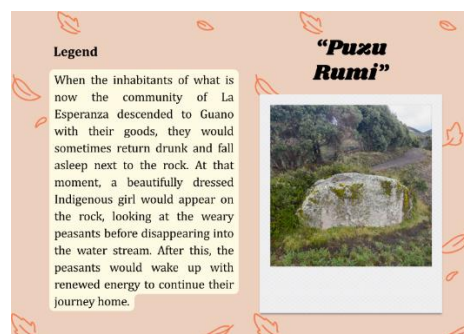 Legend
When the inhabitants of what is
now the community of La
Esperanza descended to Guano
with their goods, they would
sometimes return drunk and fall
asleep next to the rock. At that
moment, a beautifully dressed
Indigenous girl would appear on
the rock, looking at the weary
peasants before disappearing into
the water stream. After this, the
peasants would wake up with
renewed energy to continue their
journey home.
“Puzu
Rumi”